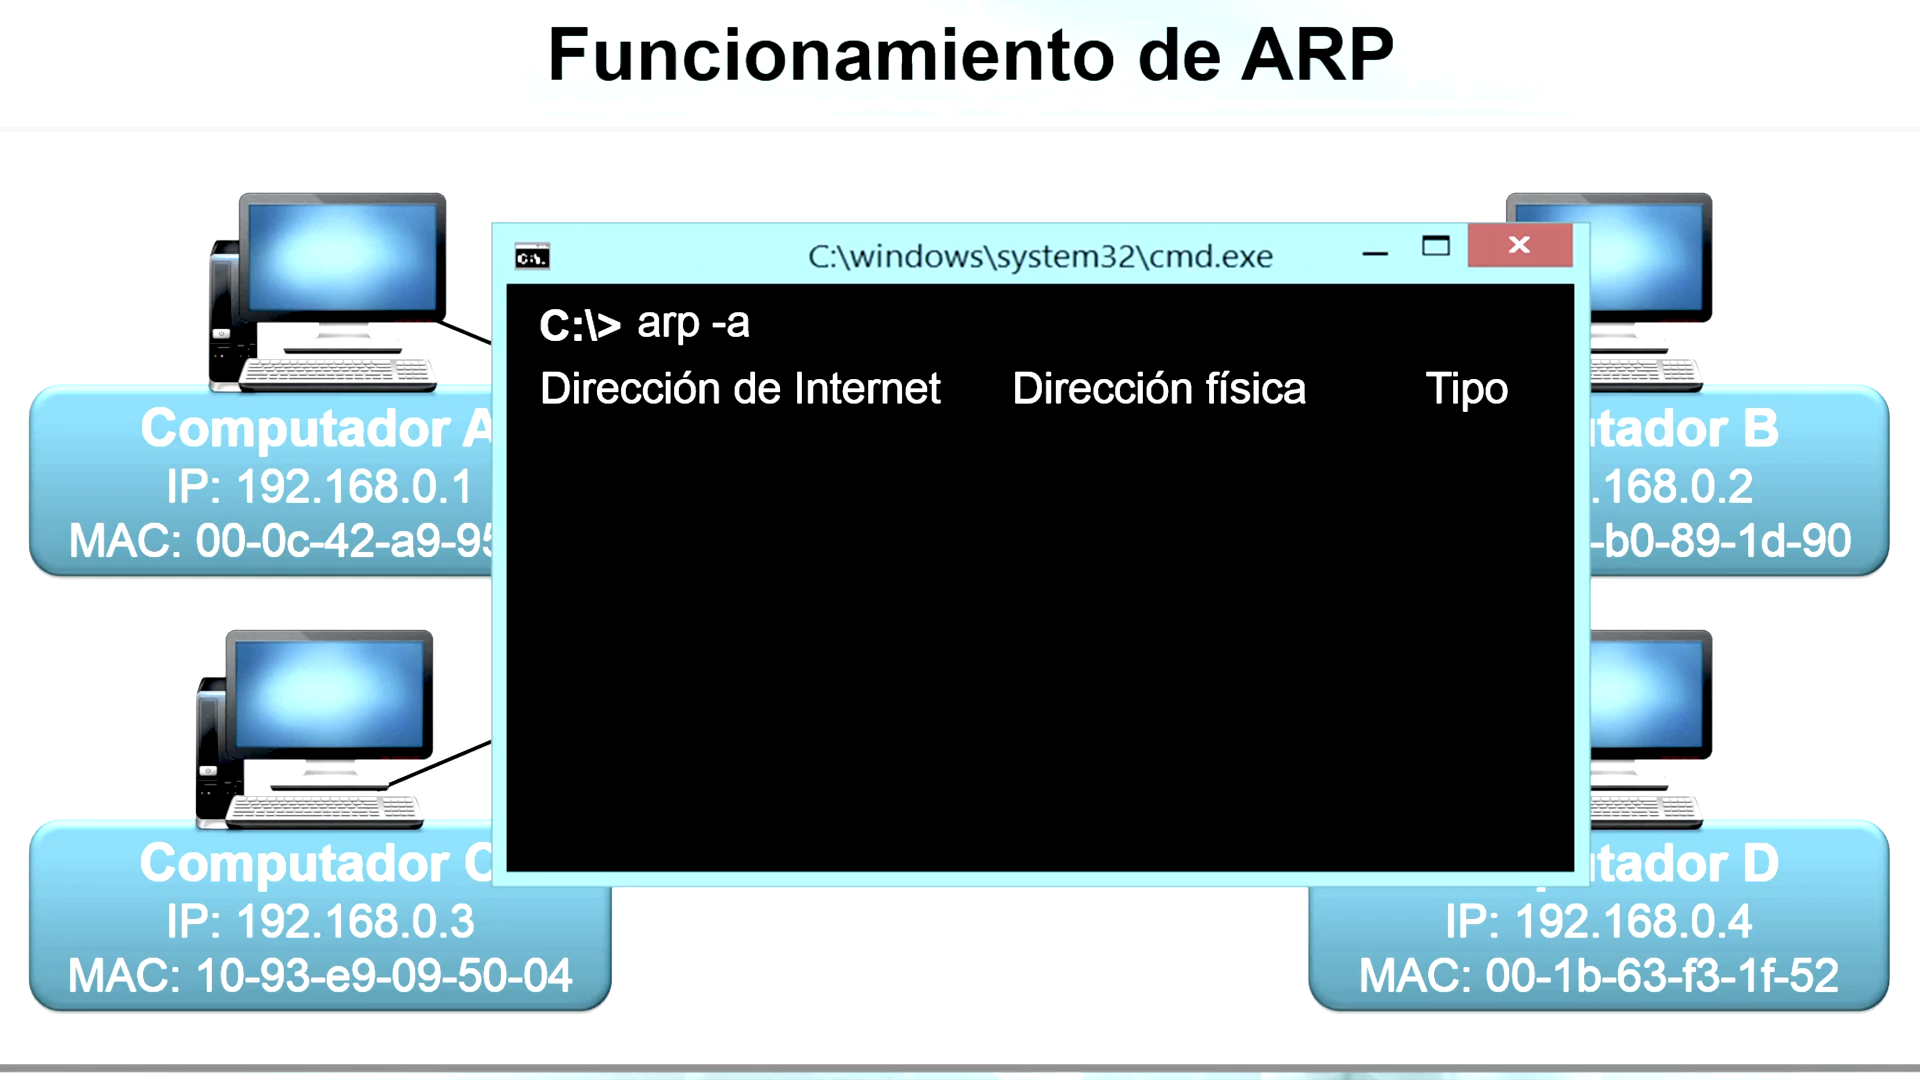 Funcionamiento de ARP
C:\windows\system32\cmd.exe
C:\> arp -a
Dirección de Internet Dirección física Tipo
Computador A
IP: 192.168.0.1
MAC: 00-0c-42-a9-95
tador B
.168.0.2
-b0-89-1d-90
Computador C
IP: 192.168.0.3
MAC: 10-93-e9-09-50-04
tador D
IP: 192.168.0.4
MAC: 00-1b-63-f3-1f-52